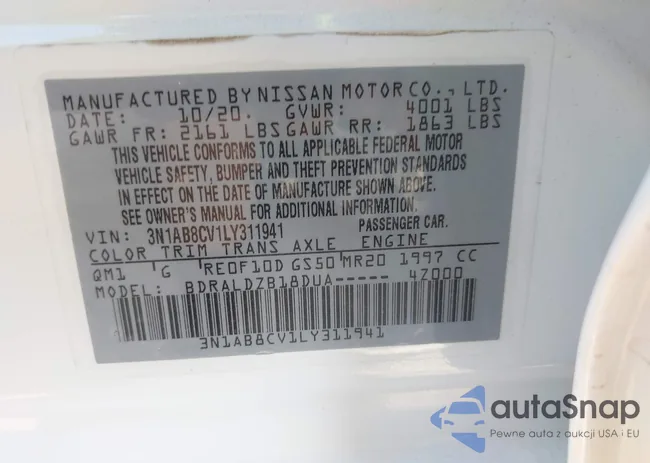 MANUFACTURED BY NISSAN MOTOR CO., LTD.
DATE: 10/20. GVWR: 4001 LBS
GAWR FR: 2161 LBS GAWR RR: 1863 LBS
THIS VEHICLE CONFORMS TO ALL APPLICABLE FEDERAL MOTOR
VEHICLE SAFETY, BUMPER AND THEFT PREVENTION STANDARDS
IN EFFECT ON THE DATE OF MANUFACTURE SHOWN ABOVE.
SEE OWNER'S MANUAL FOR ADDITIONAL INFORMATION
VIN: 3N1AB8CV1LY311941 PASSENGER CAR.
COLOR TRIM TRANS AXLE ENGINE
QM1 G RE0F10D GS50 MR20 1997 CC
MODEL: BDRALDZB18DUA----- 4Z000
3N1AB8CV1LY311941
autaSnap
Pewne auta z aukcji USA i EU